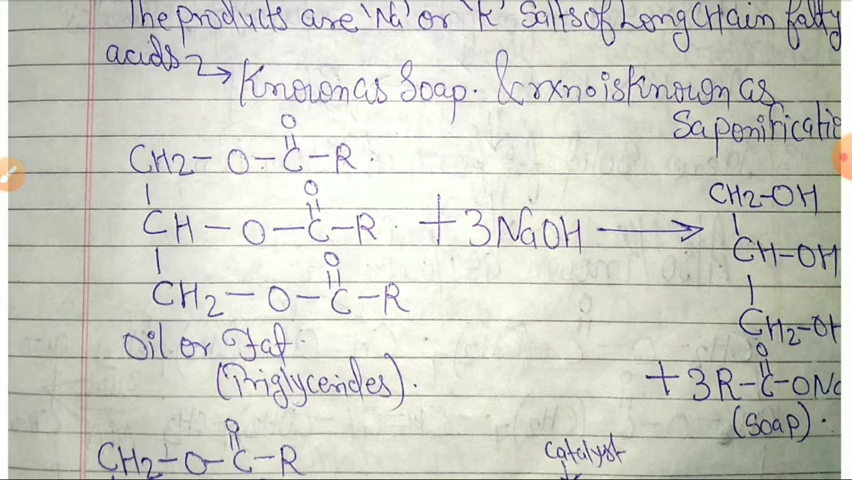 The products are 'Na' or 'K' Salts of Long Chain fatty
acids → Known as Soap. & rxn is Known as
Saponificatio
CH2-O-C-R.
O
||
CH-O-C-R. + 3NaOH →
O
||
CH2-O-C-R
O
||
CH2-OH
CH-OH
CH2-OH
Oil or Fat.
(Triglycerides).
+ 3R-C-ONa
O
||
(Soap).
CH2-O-C-R
O
||
Catalyst